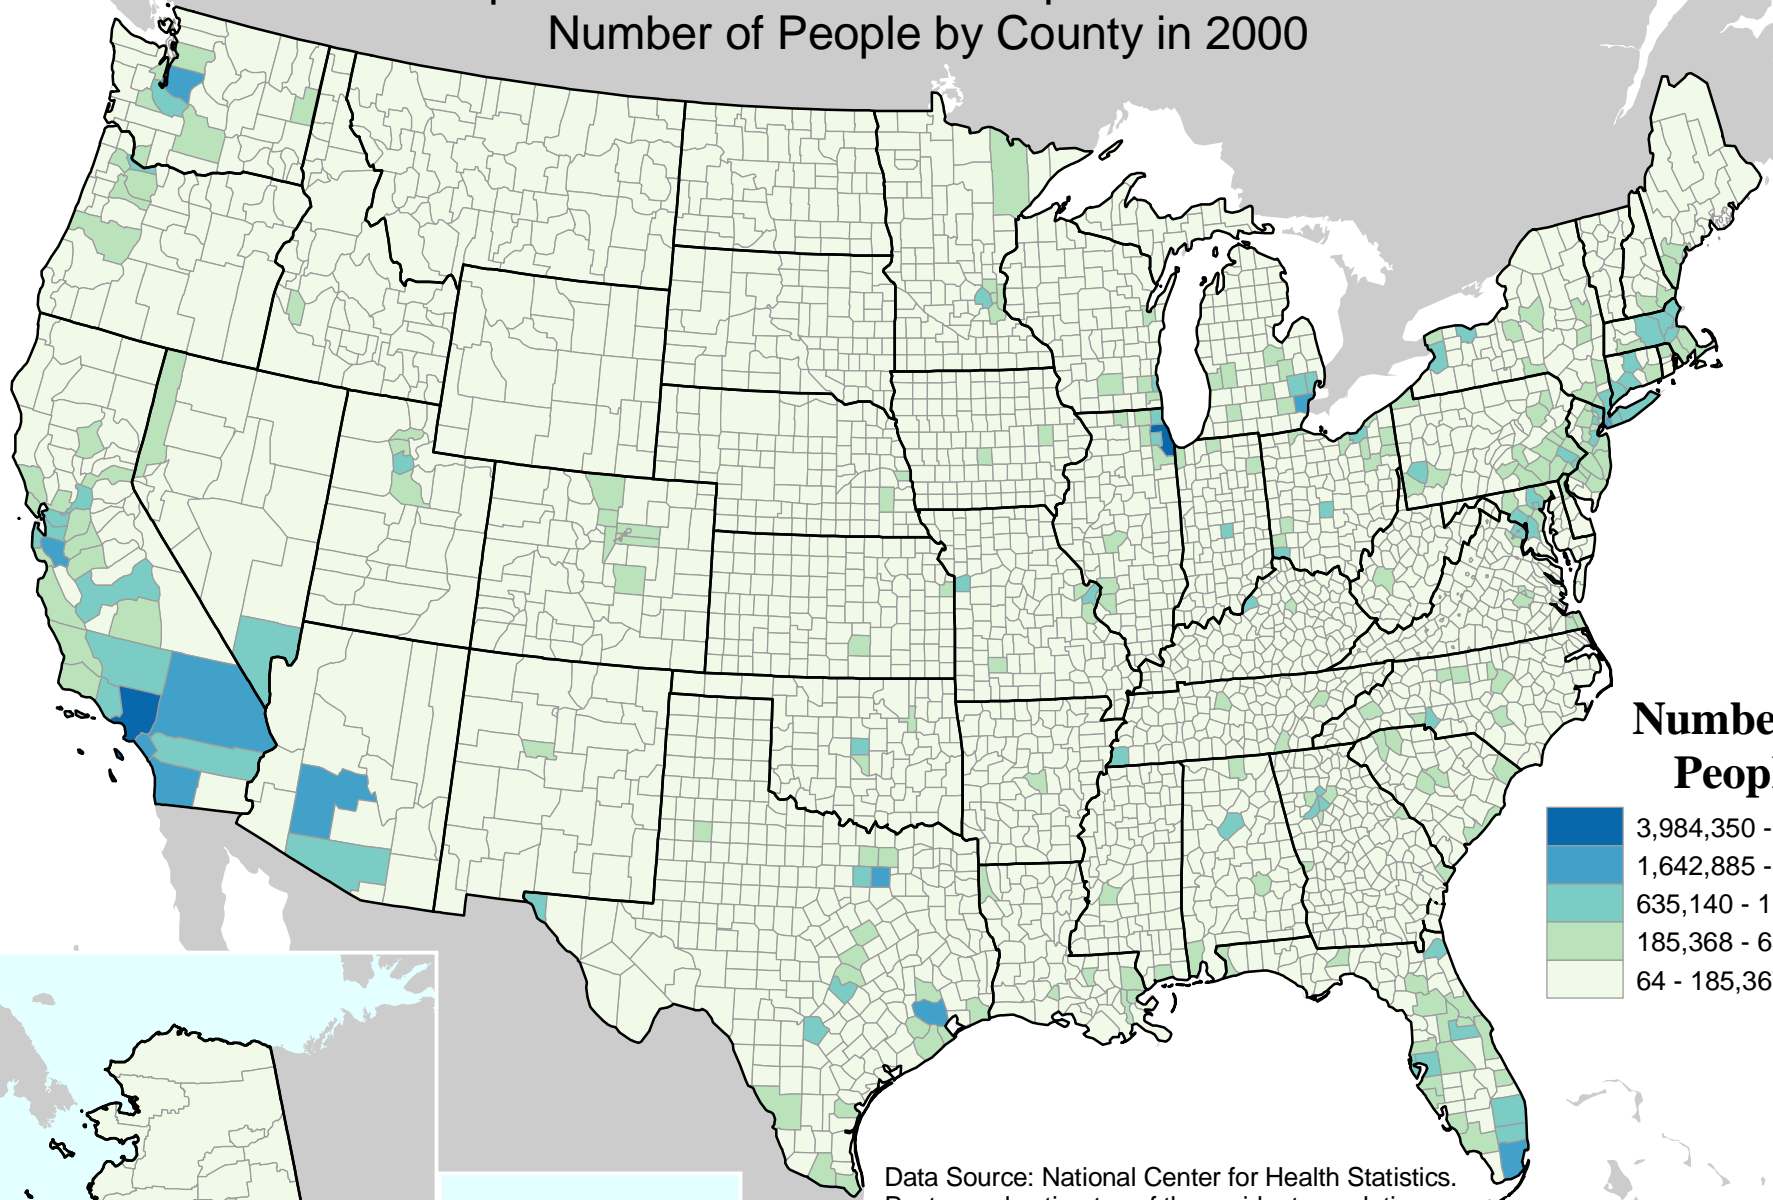 Number of People by County in 2000
Numbe
Peopl
3,984,350 -
1,642,885 -
635,140 - 1
185,368 - 6
64 - 185,36
Data Source: National Center for Health Statistics.